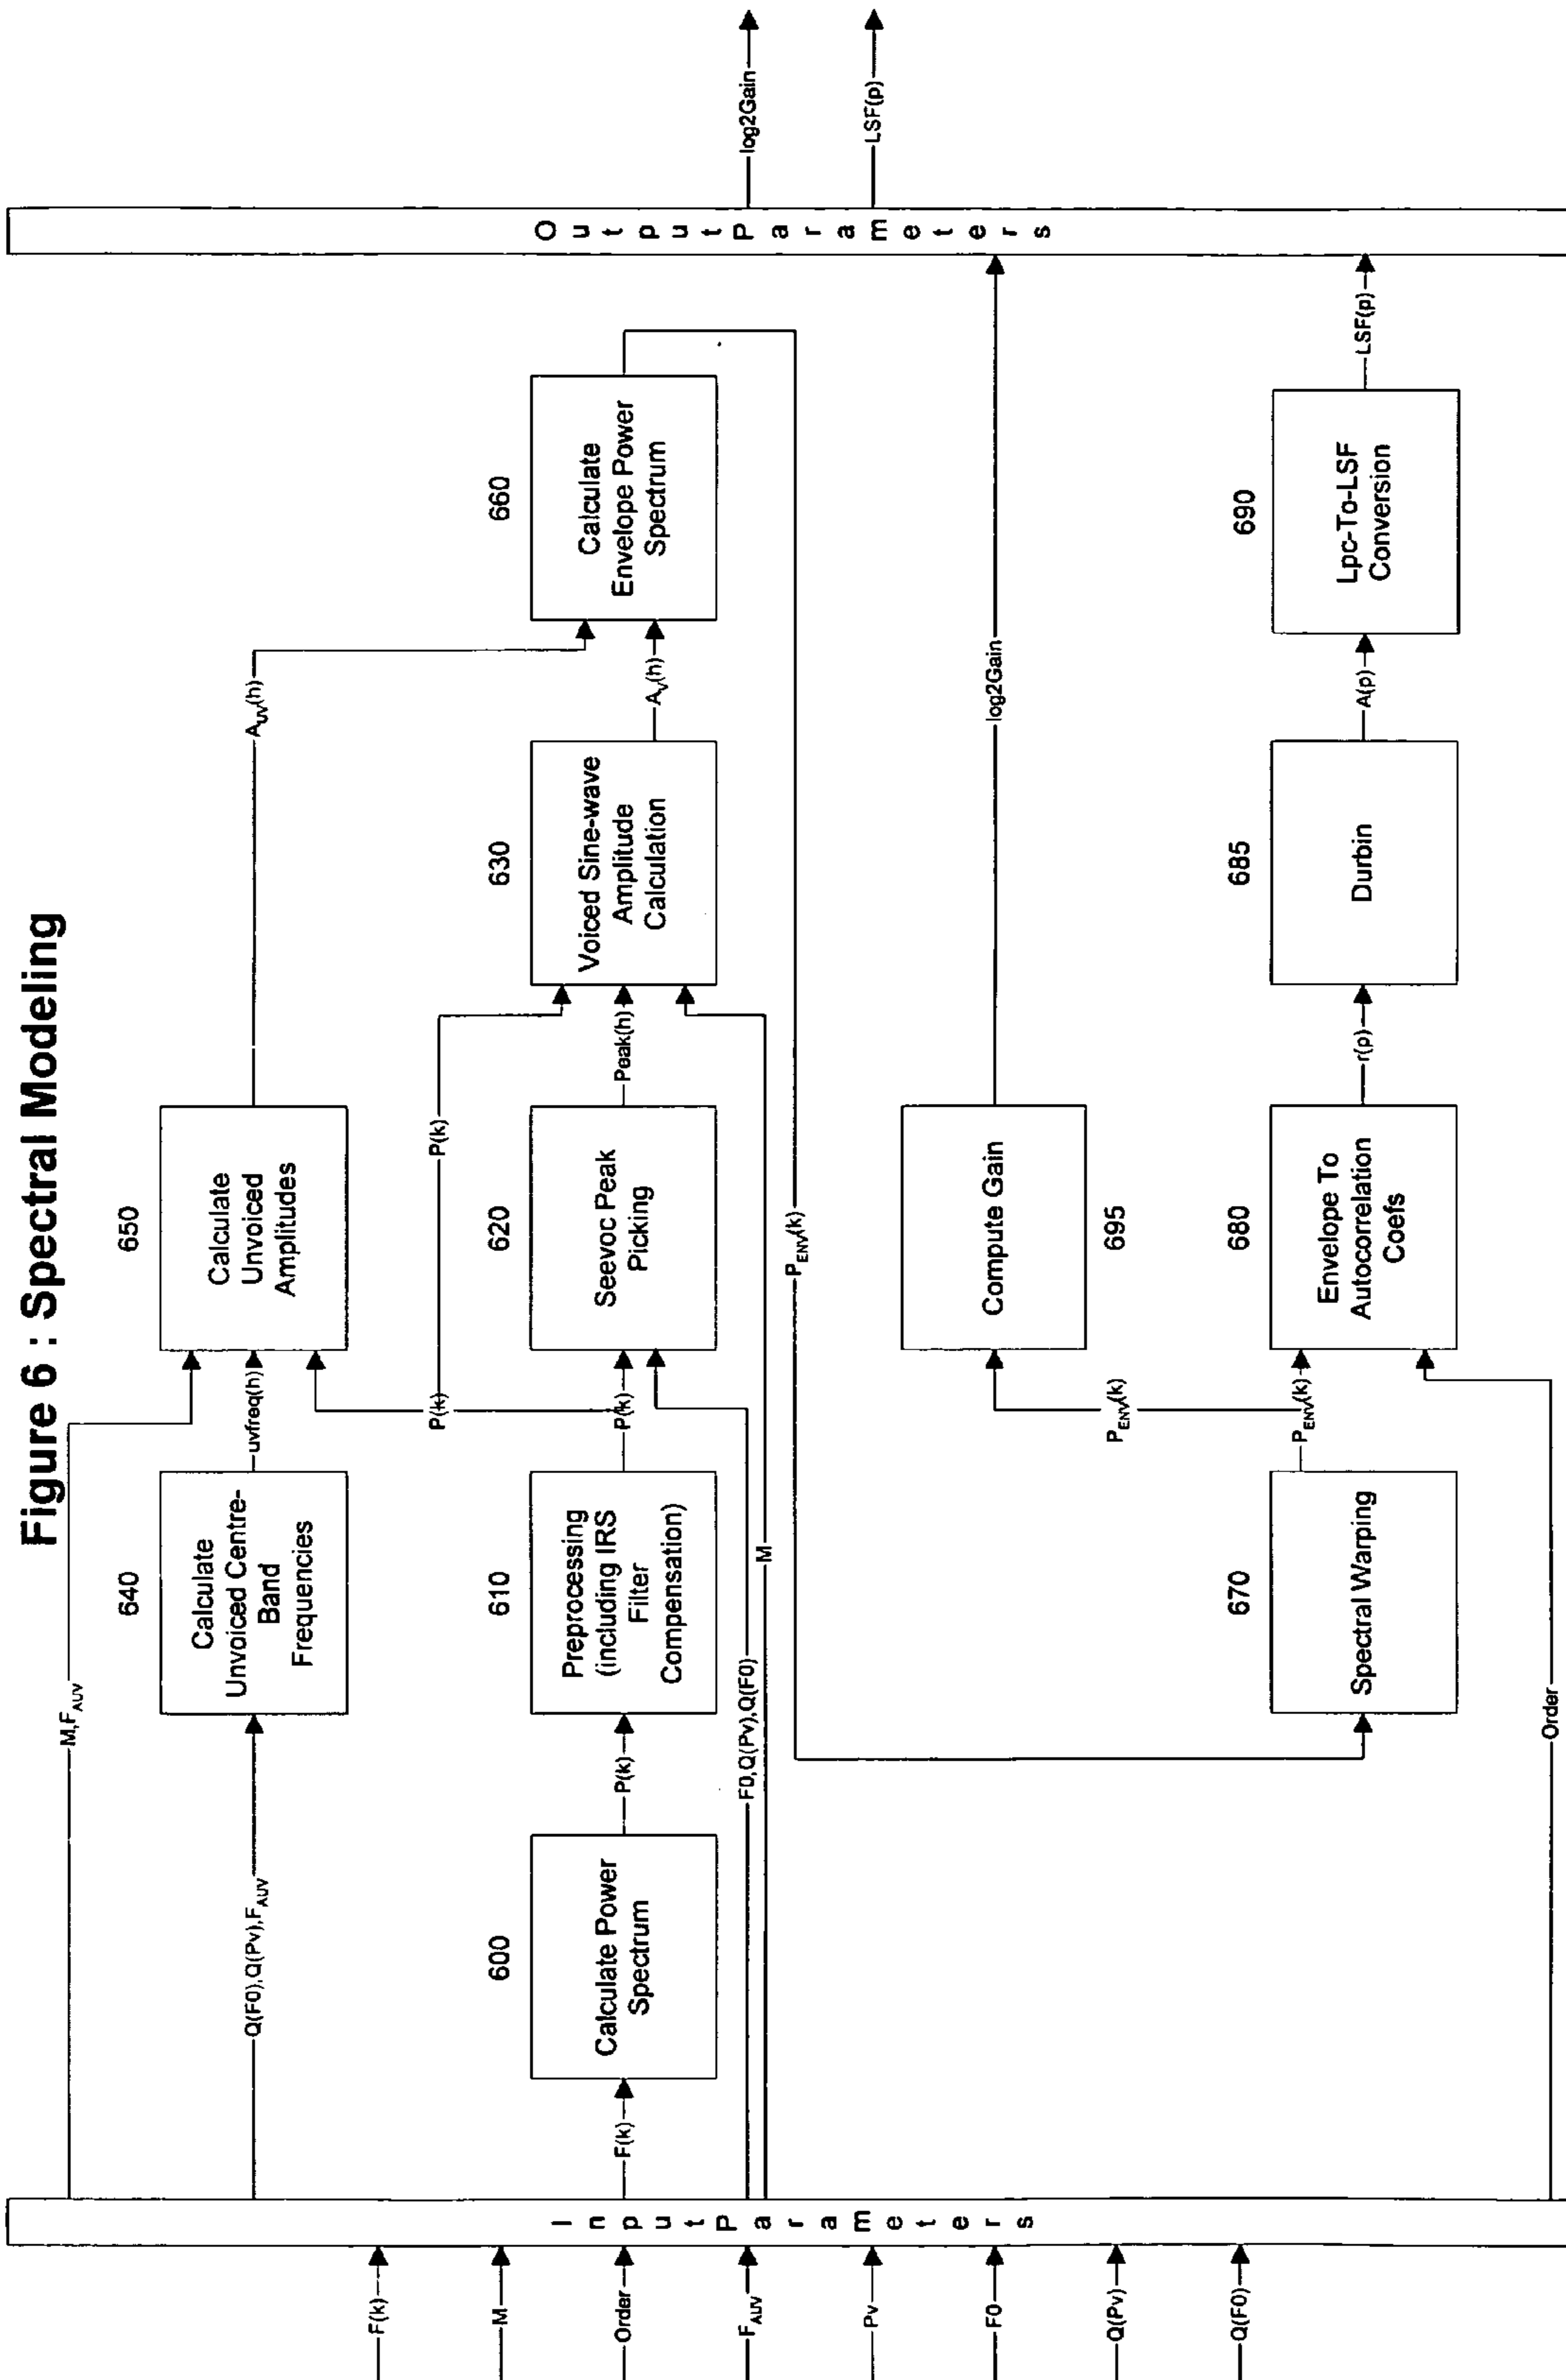 Figure 6 : Spectral Modeling
F(k)
M
Order
F_AUV
Pv
F0
Q(Pv)
Q(F0)
Input Parameters
M,F_AUV
Q(F0),Q(Pv),F_AUV
640
Calculate
Unvoiced Centre-
Band
Frequencies
uvfreq(h)
650
Calculate
Unvoiced
Amplitudes
A_UV(h)
F(k)
600
Calculate Power
Spectrum
P(k)
610
Preprocessing
(including IRS
Filter
Compensation)
P(k)
P(k)
P(k)
620
Seevoc Peak
Picking
Peak(h)
630
Voiced Sine-wave
Amplitude
Calculation
A_V(h)
660
Calculate
Envelope Power
Spectrum
F0,Q(Pv),Q(F0)
M
P_ENV(k)
670
Spectral Warping
P_ENV(k)
P_ENV(k)
Compute Gain
695
log2Gain
680
Envelope To
Autocorrelation
Coefs
r(p)
685
Durbin
A(p)
690
Lpc-To-LSF
Conversion
LSF(p)
Order
Output Parameters
log2Gain
LSF(p)